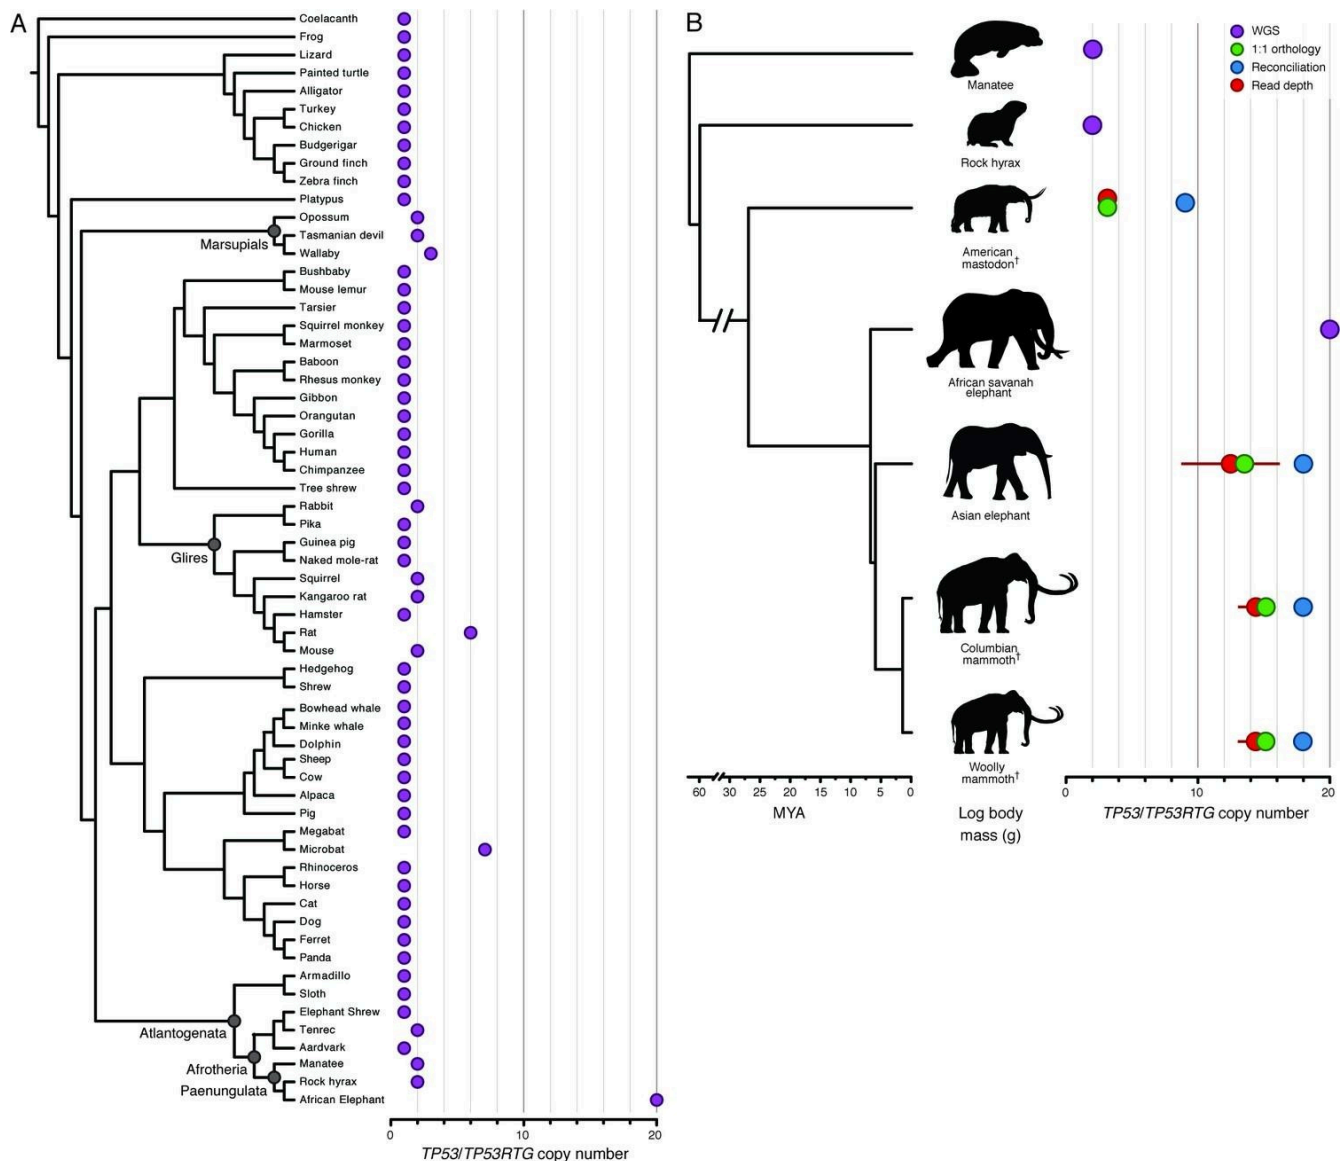 A
Coelacanth
Frog
Lizard
Painted turtle
Alligator
Turkey
Chicken
Budgerigar
Ground finch
Zebra finch
Platypus
Opossum
Tasmanian devil
Marsupials
Wallaby
Bushbaby
Mouse lemur
Tarsier
Squirrel monkey
Marmoset
Baboon
Rhesus monkey
Gibbon
Orangutan
Gorilla
Human
Chimpanzee
Tree shrew
Rabbit
Pika
Guinea pig
Glires
Naked mole-rat
Squirrel
Kangaroo rat
Hamster
Rat
Mouse
Hedgehog
Shrew
Bowhead whale
Minke whale
Dolphin
Sheep
Cow
Alpaca
Pig
Megabat
Microbat
Rhinoceros
Horse
Cat
Dog
Ferret
Panda
Armadillo
Sloth
Elephant Shrew
Tenrec
Atlantogenata
Aardvark
Manatee
Afrotheria
Rock hyrax
Paenungulata
African Elephant
0 10 20
TP53/TP53RTG copy number
B
WGS
1:1 orthology
Reconciliation
Read depth
Manatee
Rock hyrax
American
mastodon†
African savanah
elephant
Asian elephant
Columbian
mammoth†
Woolly
mammoth†
60 30 25 20 15 10 5 0
MYA
Log body
mass (g)
0 10 20
TP53/TP53RTG copy number